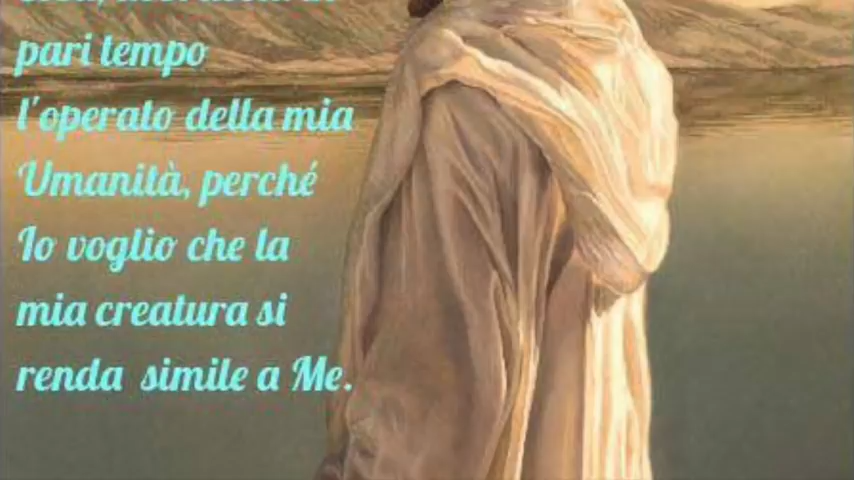 pari tempo
l'operato della mia
Umanità, perché
Io voglio che la
mia creatura si
renda simile a Me.